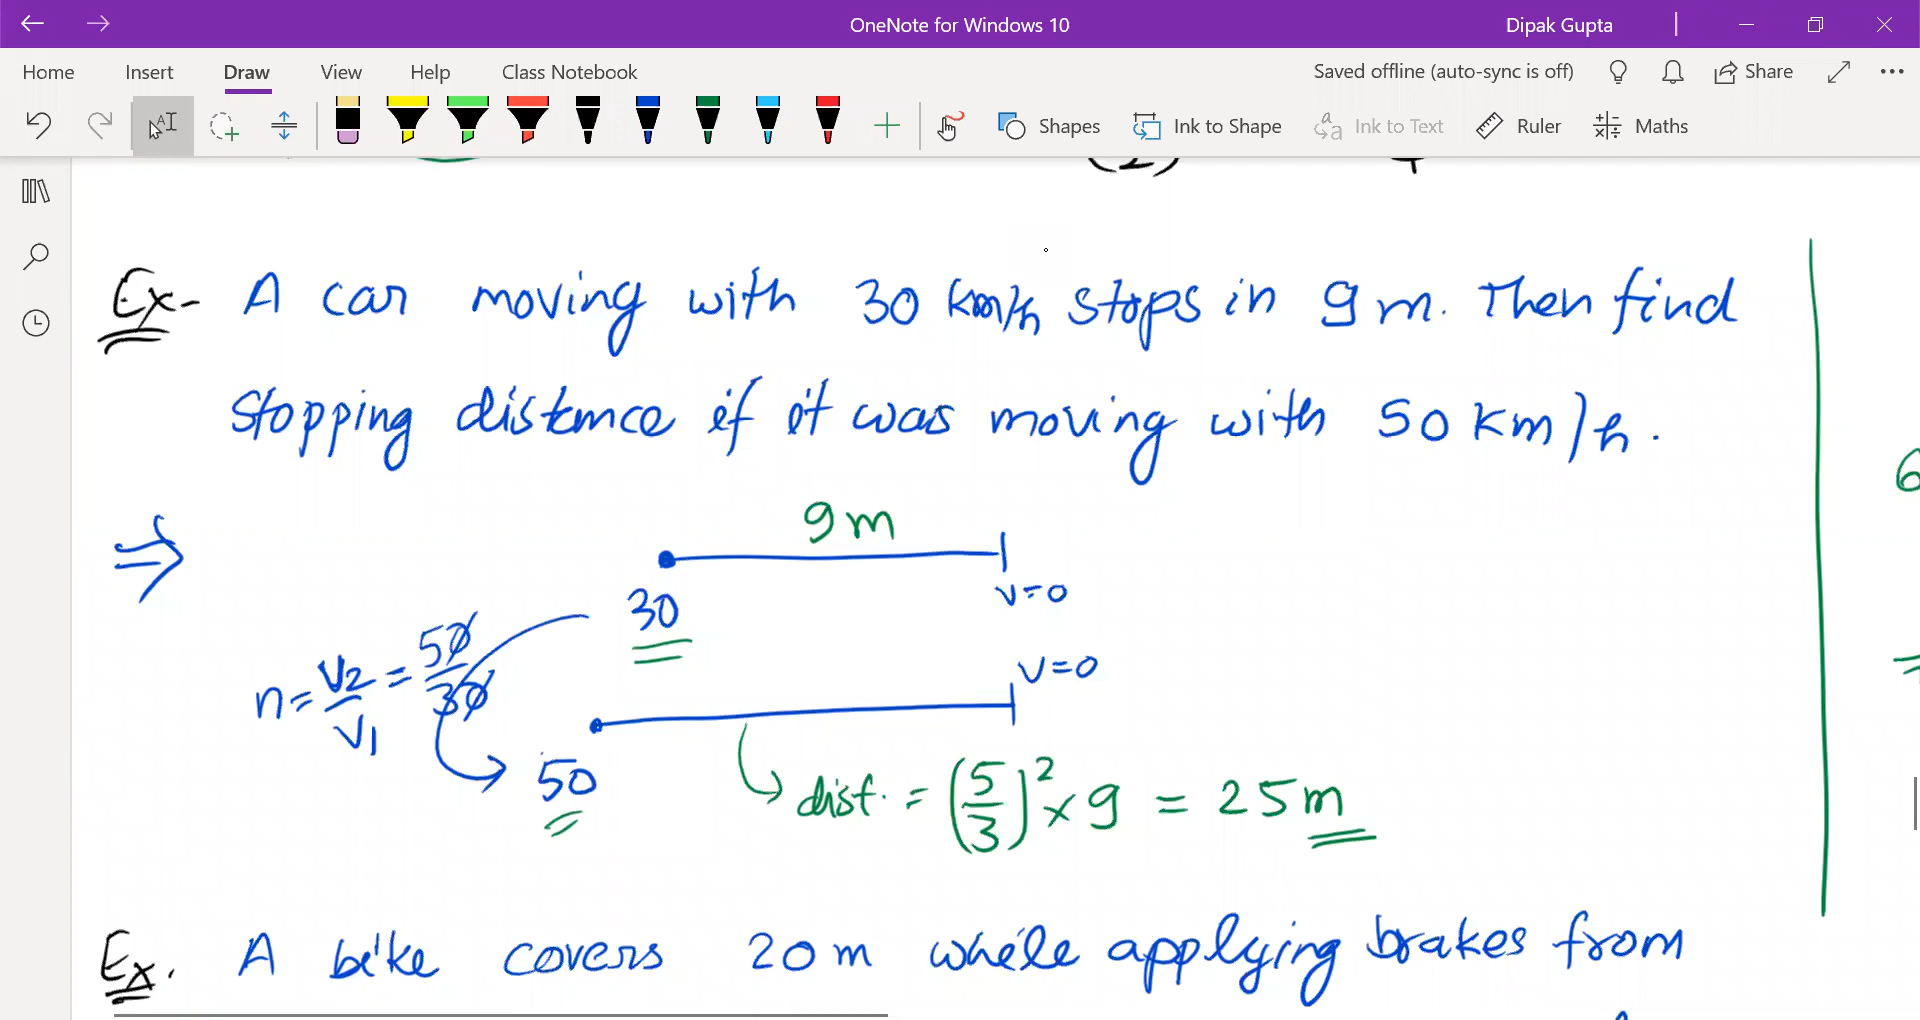 OneNote for Windows 10
Dipak Gupta
Home Insert Draw View Help Class Notebook
Saved offline (auto-sync is off) Share
Shapes Ink to Shape Ink to Text Ruler Maths
Ex- A car moving with 30 km/h stops in 9 m. Then find
stopping distance if it was moving with 50 km/h.
⇒
9 m
30 v=0
n = V2/V1 = 50/30
V=0
50
dist. = (5/3)² × 9 = 25 m
Ex. A bike covers 20 m while applying brakes from